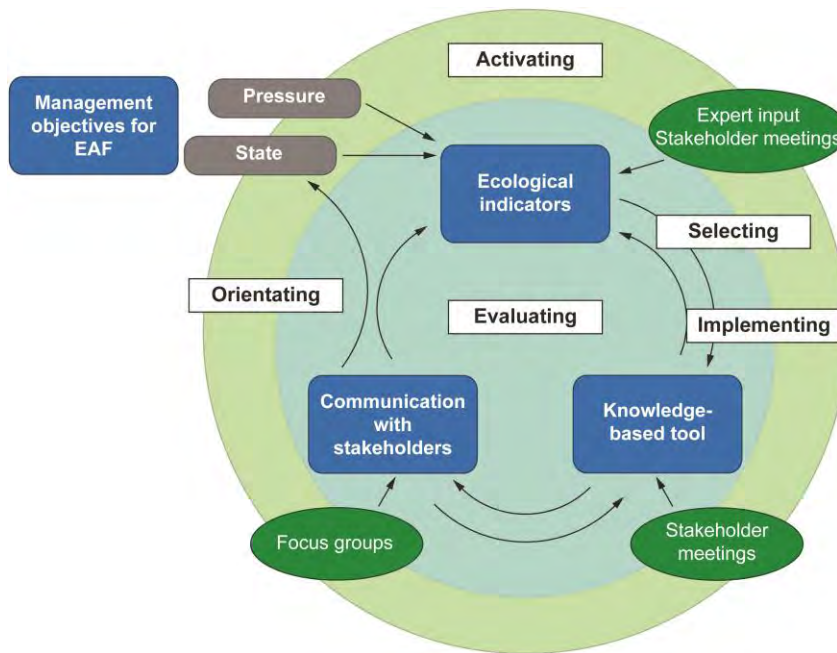 Activating
Management
objectives for
EAF
Pressure
State
Expert input
Stakeholder meetings
Ecological
indicators
Selecting
Orientating
Evaluating
Implementing
Communication
with
stakeholders
Knowledge-
based tool
Focus groups
Stakeholder
meetings